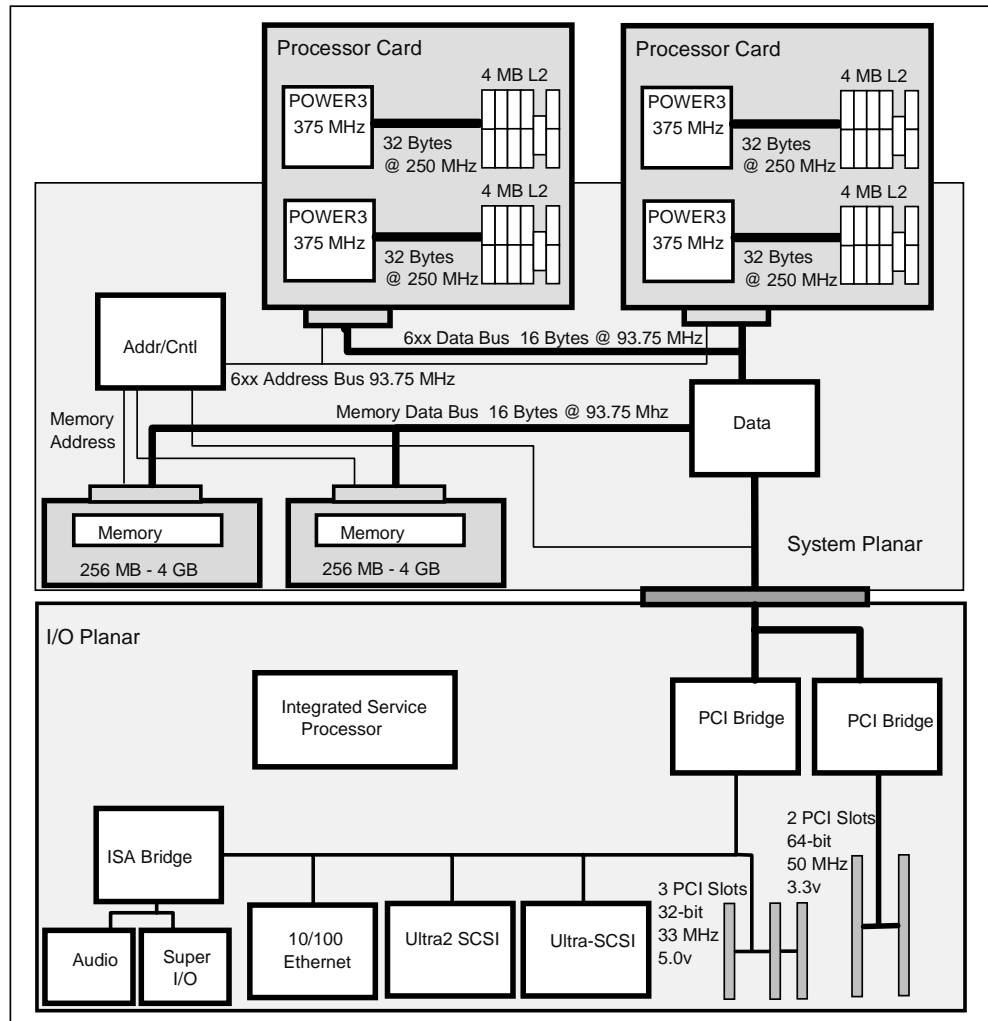 Processor Card
4 MB L2
POWER3
375 MHz
32 Bytes
@ 250 MHz
4 MB L2
POWER3
375 MHz
32 Bytes
@ 250 MHz
Processor Card
4 MB L2
POWER3
375 MHz
32 Bytes
@ 250 MHz
4 MB L2
POWER3
375 MHz
32 Bytes
@ 250 MHz
Addr/Cntl
6xx Data Bus 16 Bytes @ 93.75 MHz
6xx Address Bus 93.75 MHz
Memory
Address
Memory Data Bus 16 Bytes @ 93.75 Mhz
Data
Memory
256 MB - 4 GB
Memory
256 MB - 4 GB
System Planar
I/O Planar
Integrated Service
Processor
PCI Bridge
PCI Bridge
ISA Bridge
2 PCI Slots
64-bit
50 MHz
3.3v
3 PCI Slots
32-bit
33 MHz
5.0v
Audio
Super
I/O
10/100
Ethernet
Ultra2 SCSI
Ultra-SCSI